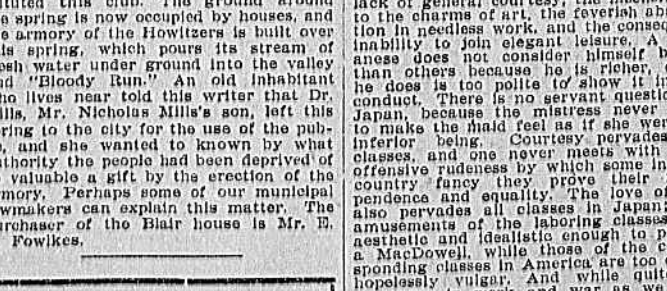 this club. The ground around
spring is now occupied by houses, and
armory of the Howitzers is built over
is spring, which pours its stream of
esh water under ground into the valley
nd "Bloody Run." An old inhabitant
ho lives near told this writer that Dr.
ills, Mr. Nicholas Mills's son, left this
ring to the city for the use of the pub-
, and she wanted to known by what
uthority the people had been deprived of
valuable a gift by the erection of the
mory. Perhaps some of our municipal
wmakers can explain this matter. The
urchaser of the Blair house is Mr. E.
Fowlkes.
lack of general courtesy, the
to the charms of art, the feverish
tion in needless work, and the conseq
inability to join elegant leisure. A
anese does not consider himself
than others because he is richer,
he does is too polite to show it i
conduct. There is no servant questio
Japan, because the mistress never
to make the maid feel as if she wer
inferior being. Courtesy pervades
classes, and one never meets with
offensive rudeness by which some in
country fancy they prove their
pendence and equality. The love o
also pervades all classes in Japan;
amusements of the laboring classes
aesthetic and idealistic enough to p
a MacDowell, while those of the c
sponding classes in America are too
hopelessly vulgar. And while quit
and war as we